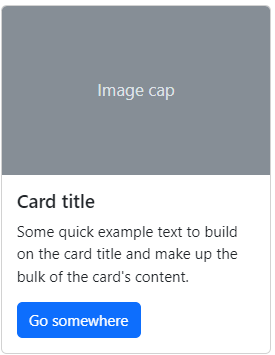 Image cap
Card title
Some quick example text to build
on the card title and make up the
bulk of the card's content.
Go somewhere